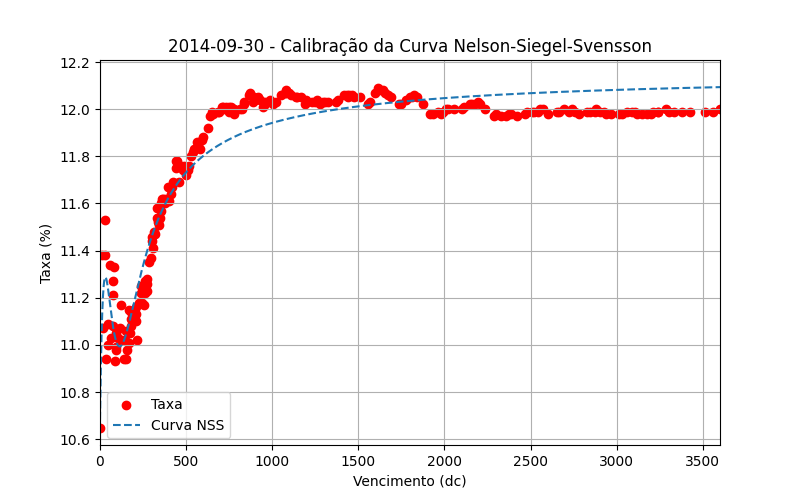 2014-09-30 - Calibração da Curva Nelson-Siegel-Svensson
Taxa (%)
12.2
12.0
11.8
11.6
11.4
11.2
11.0
10.8
10.6
Taxa
Curva NSS
0 500 1000 1500 2000 2500 3000 3500
Vencimento (dc)